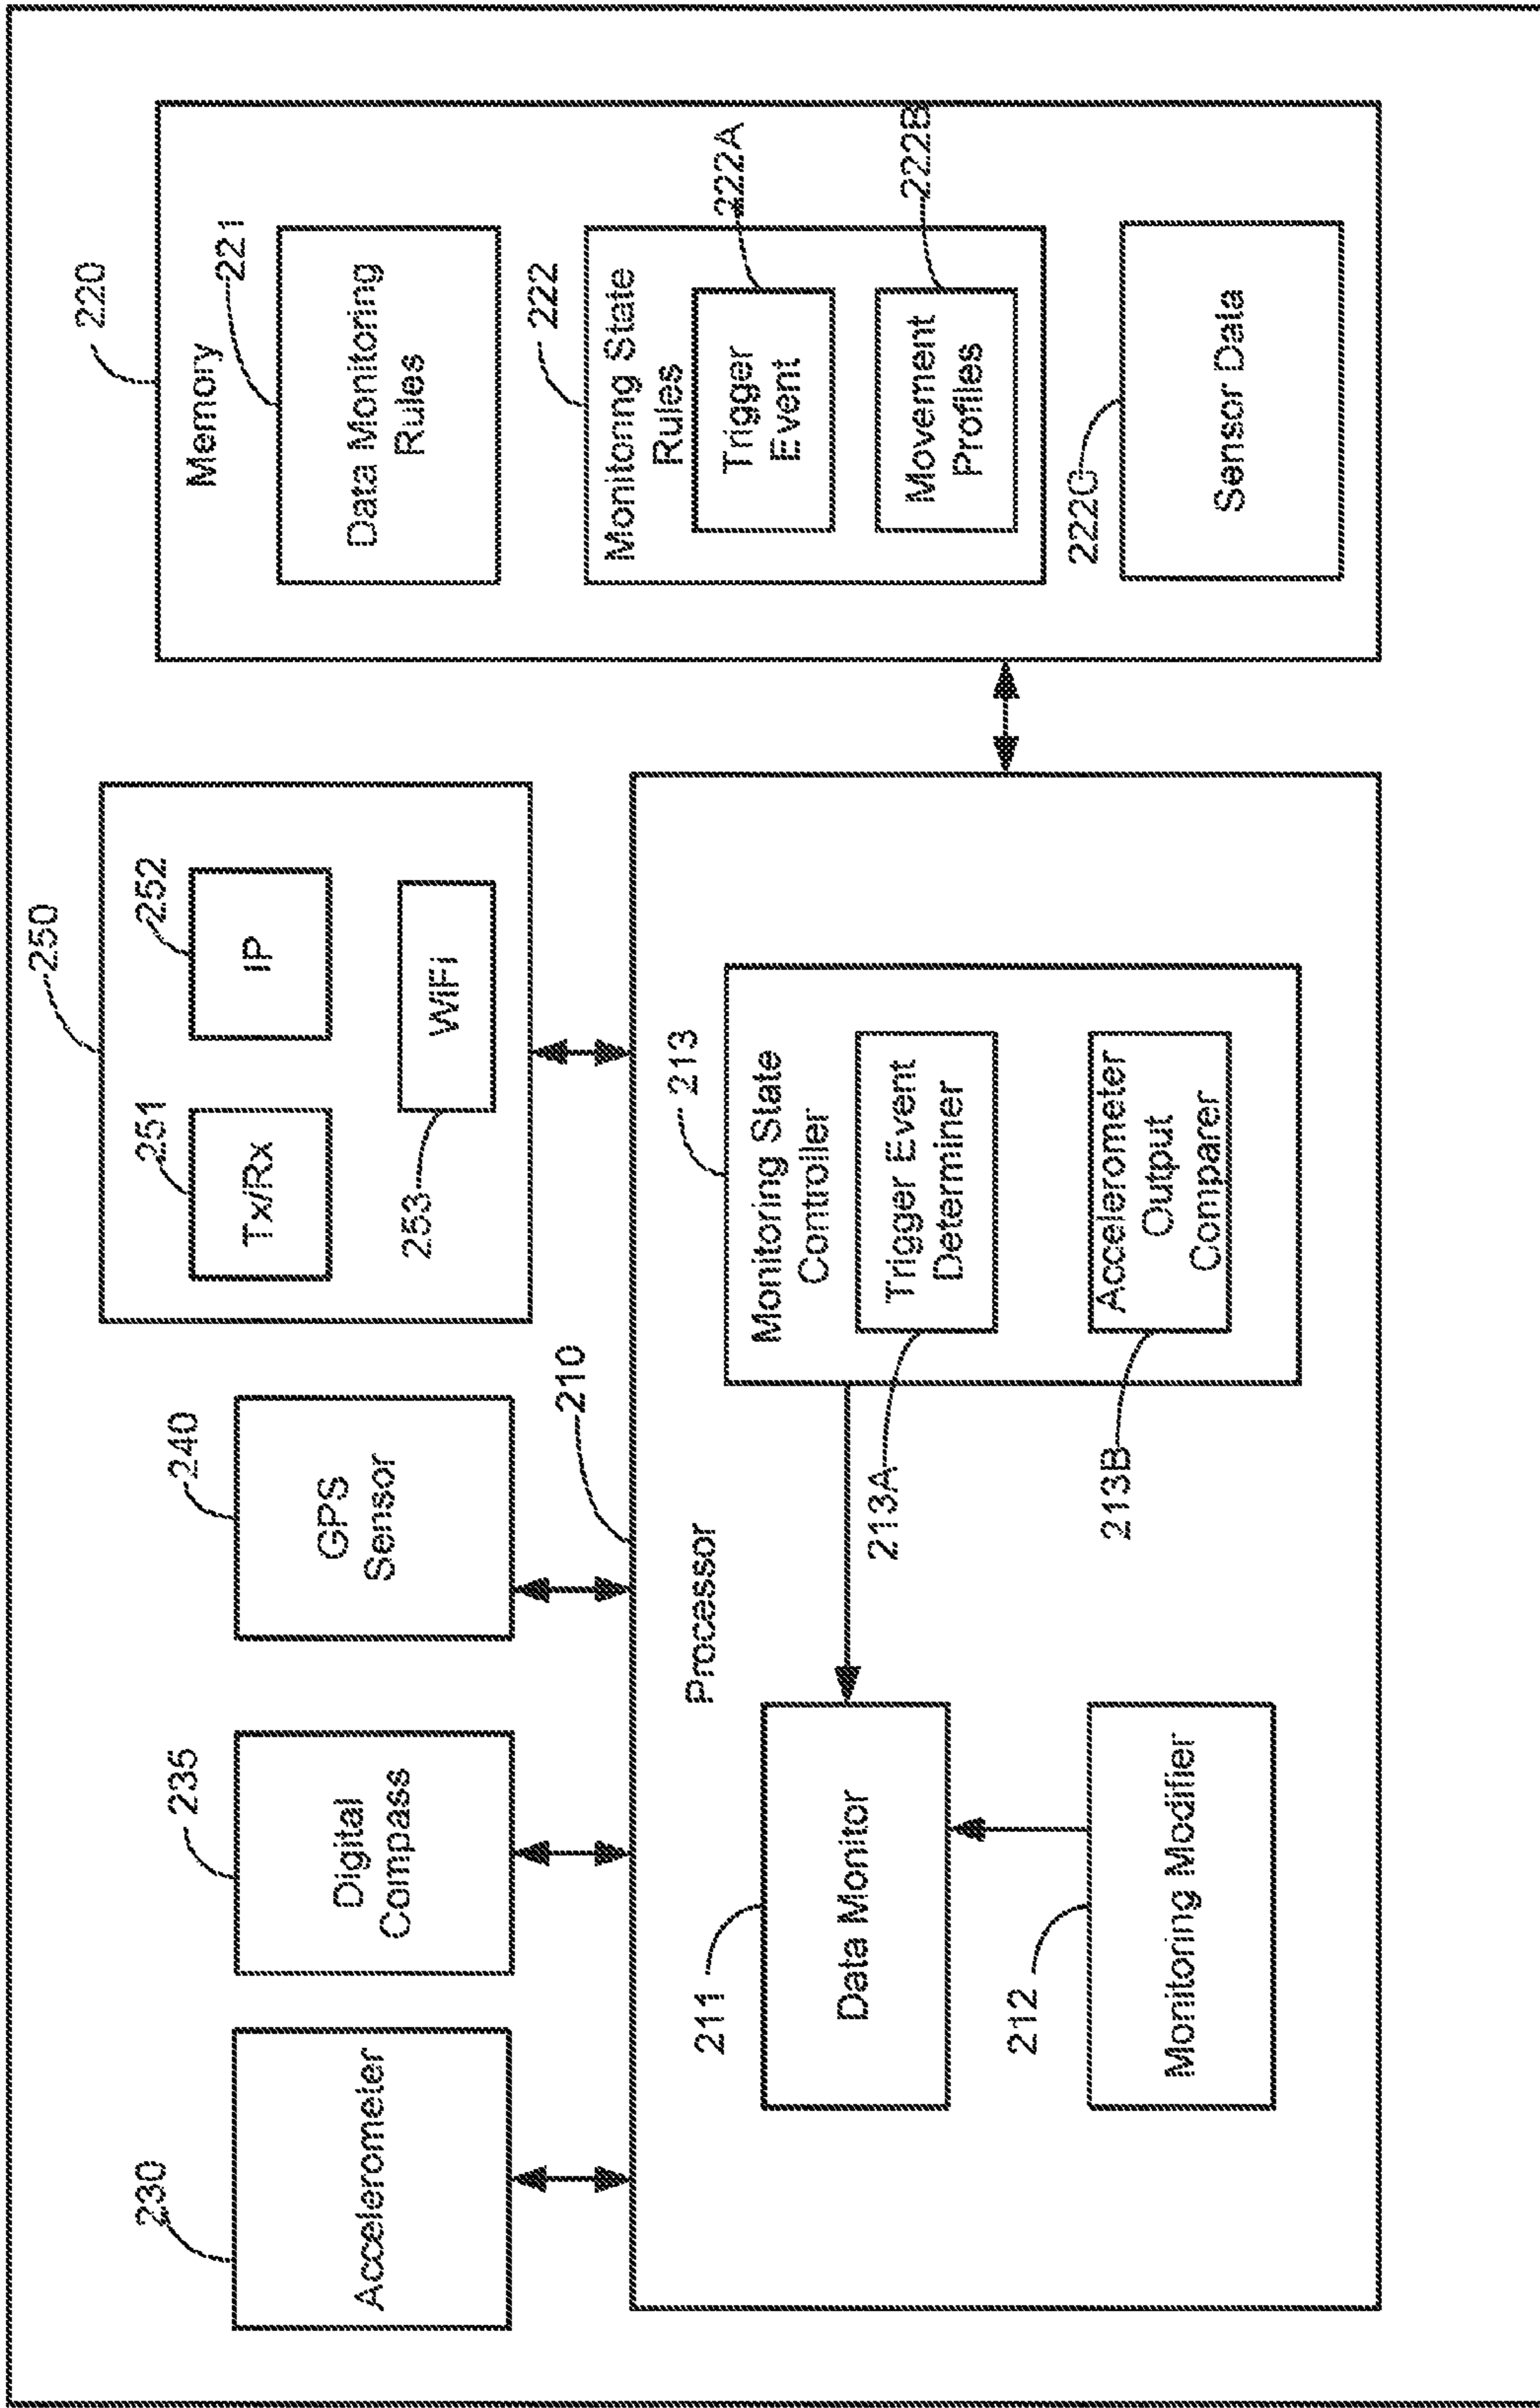 230
Accelerometer
235
Digital
Compass
240
GPS
Sensor
250
251
Tx/Rx
252
IP
253
WiFi
220
Memory
221
Data Monitoring
Rules
222
Monitoring State
Rules
222A
Trigger
Event
222B
Movement
Profiles
222C
Sensor Data
210
Processor
211
Data Monitor
212
Monitoring Modifier
213
Monitoring State
Controller
213A
Trigger Event
Determiner
213B
Accelerometer
Output
Comparer